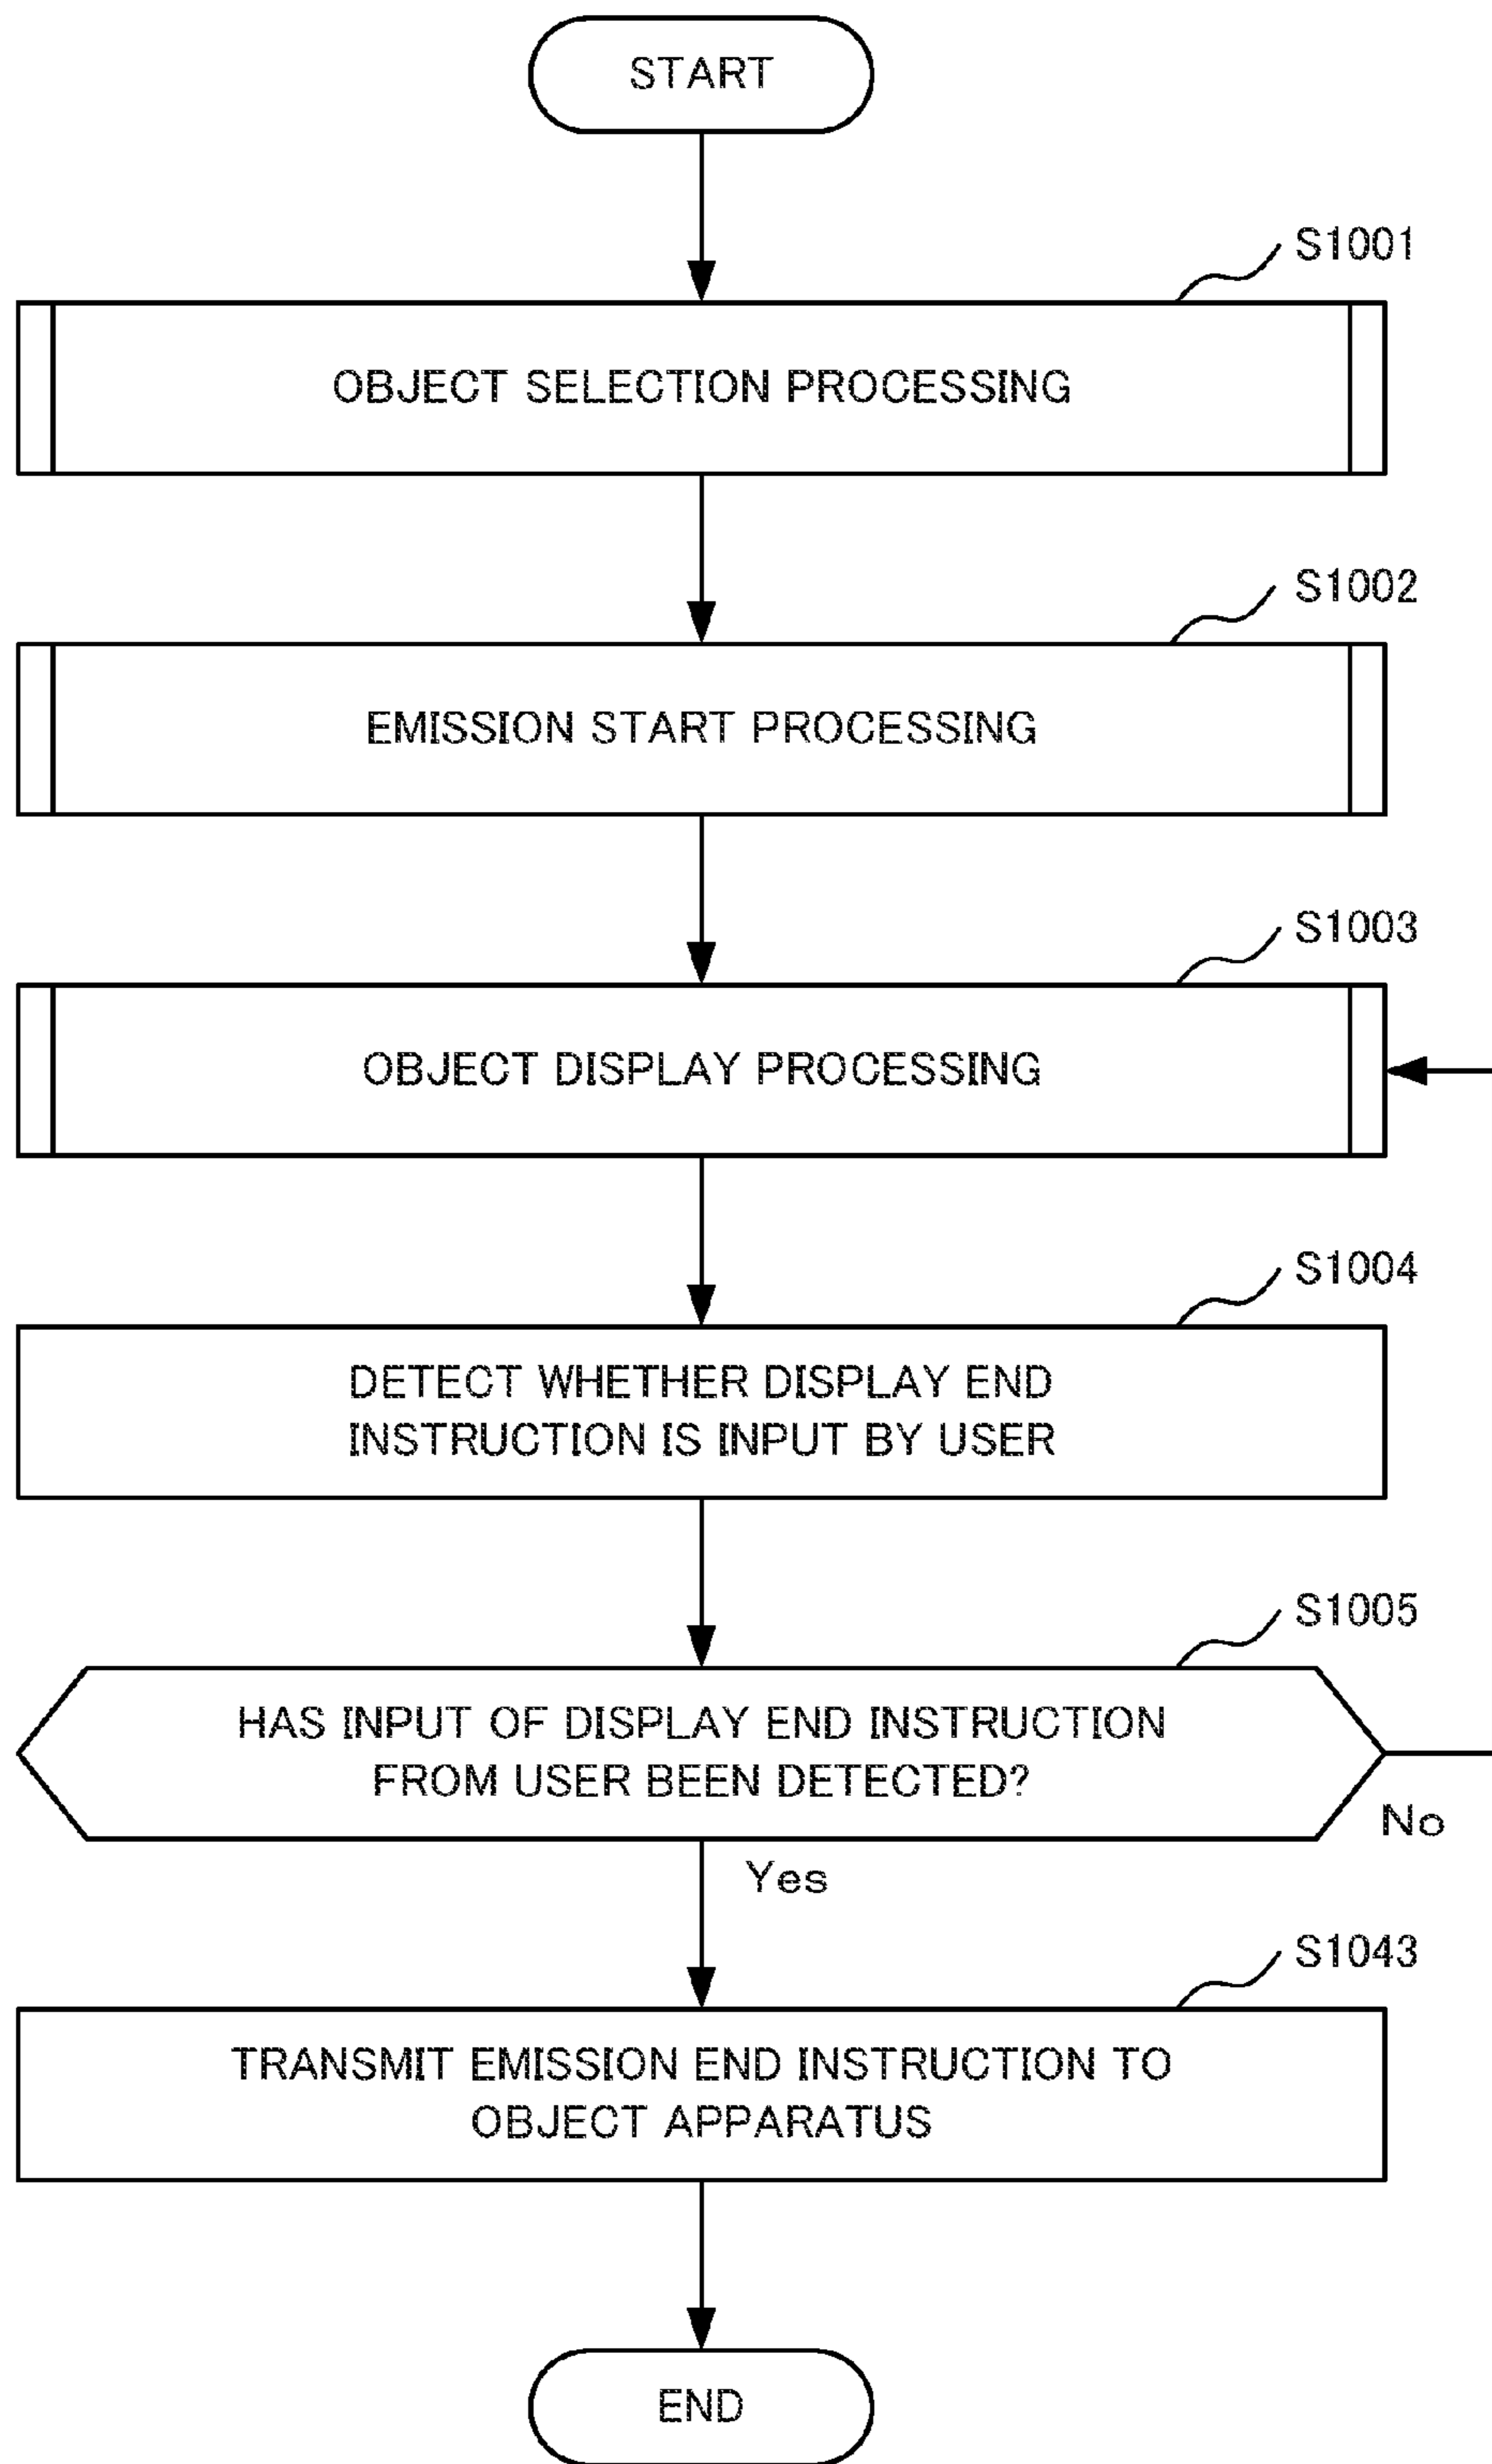 START
S1001
OBJECT SELECTION PROCESSING
S1002
EMISSION START PROCESSING
S1003
OBJECT DISPLAY PROCESSING
S1004
DETECT WHETHER DISPLAY END
INSTRUCTION IS INPUT BY USER
S1005
HAS INPUT OF DISPLAY END INSTRUCTION
FROM USER BEEN DETECTED?
No
Yes
S1043
TRANSMIT EMISSION END INSTRUCTION TO
OBJECT APPARATUS
END